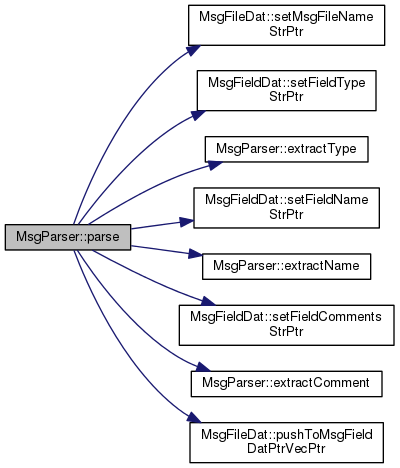 MsgFileDat::setMsgFileName
StrPtr
MsgFieldDat::setFieldType
StrPtr
MsgParser::extractType
MsgFieldDat::setFieldName
StrPtr
MsgParser::parse
MsgParser::extractName
MsgFieldDat::setFieldComments
StrPtr
MsgParser::extractComment
MsgFileDat::pushToMsgField
DatPtrVecPtr